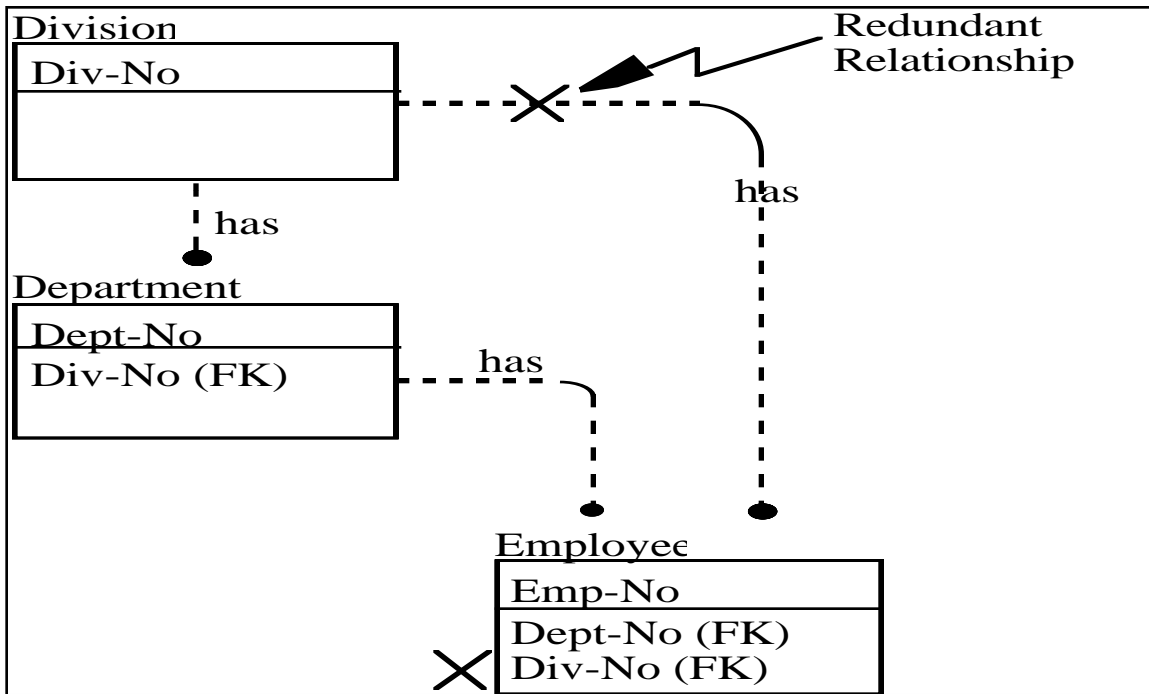 Division
Div-No
Redundant
Relationship
has
has
Department
Dept-No
Div-No (FK)
has
Employee
Emp-No
Dept-No (FK)
Div-No (FK)